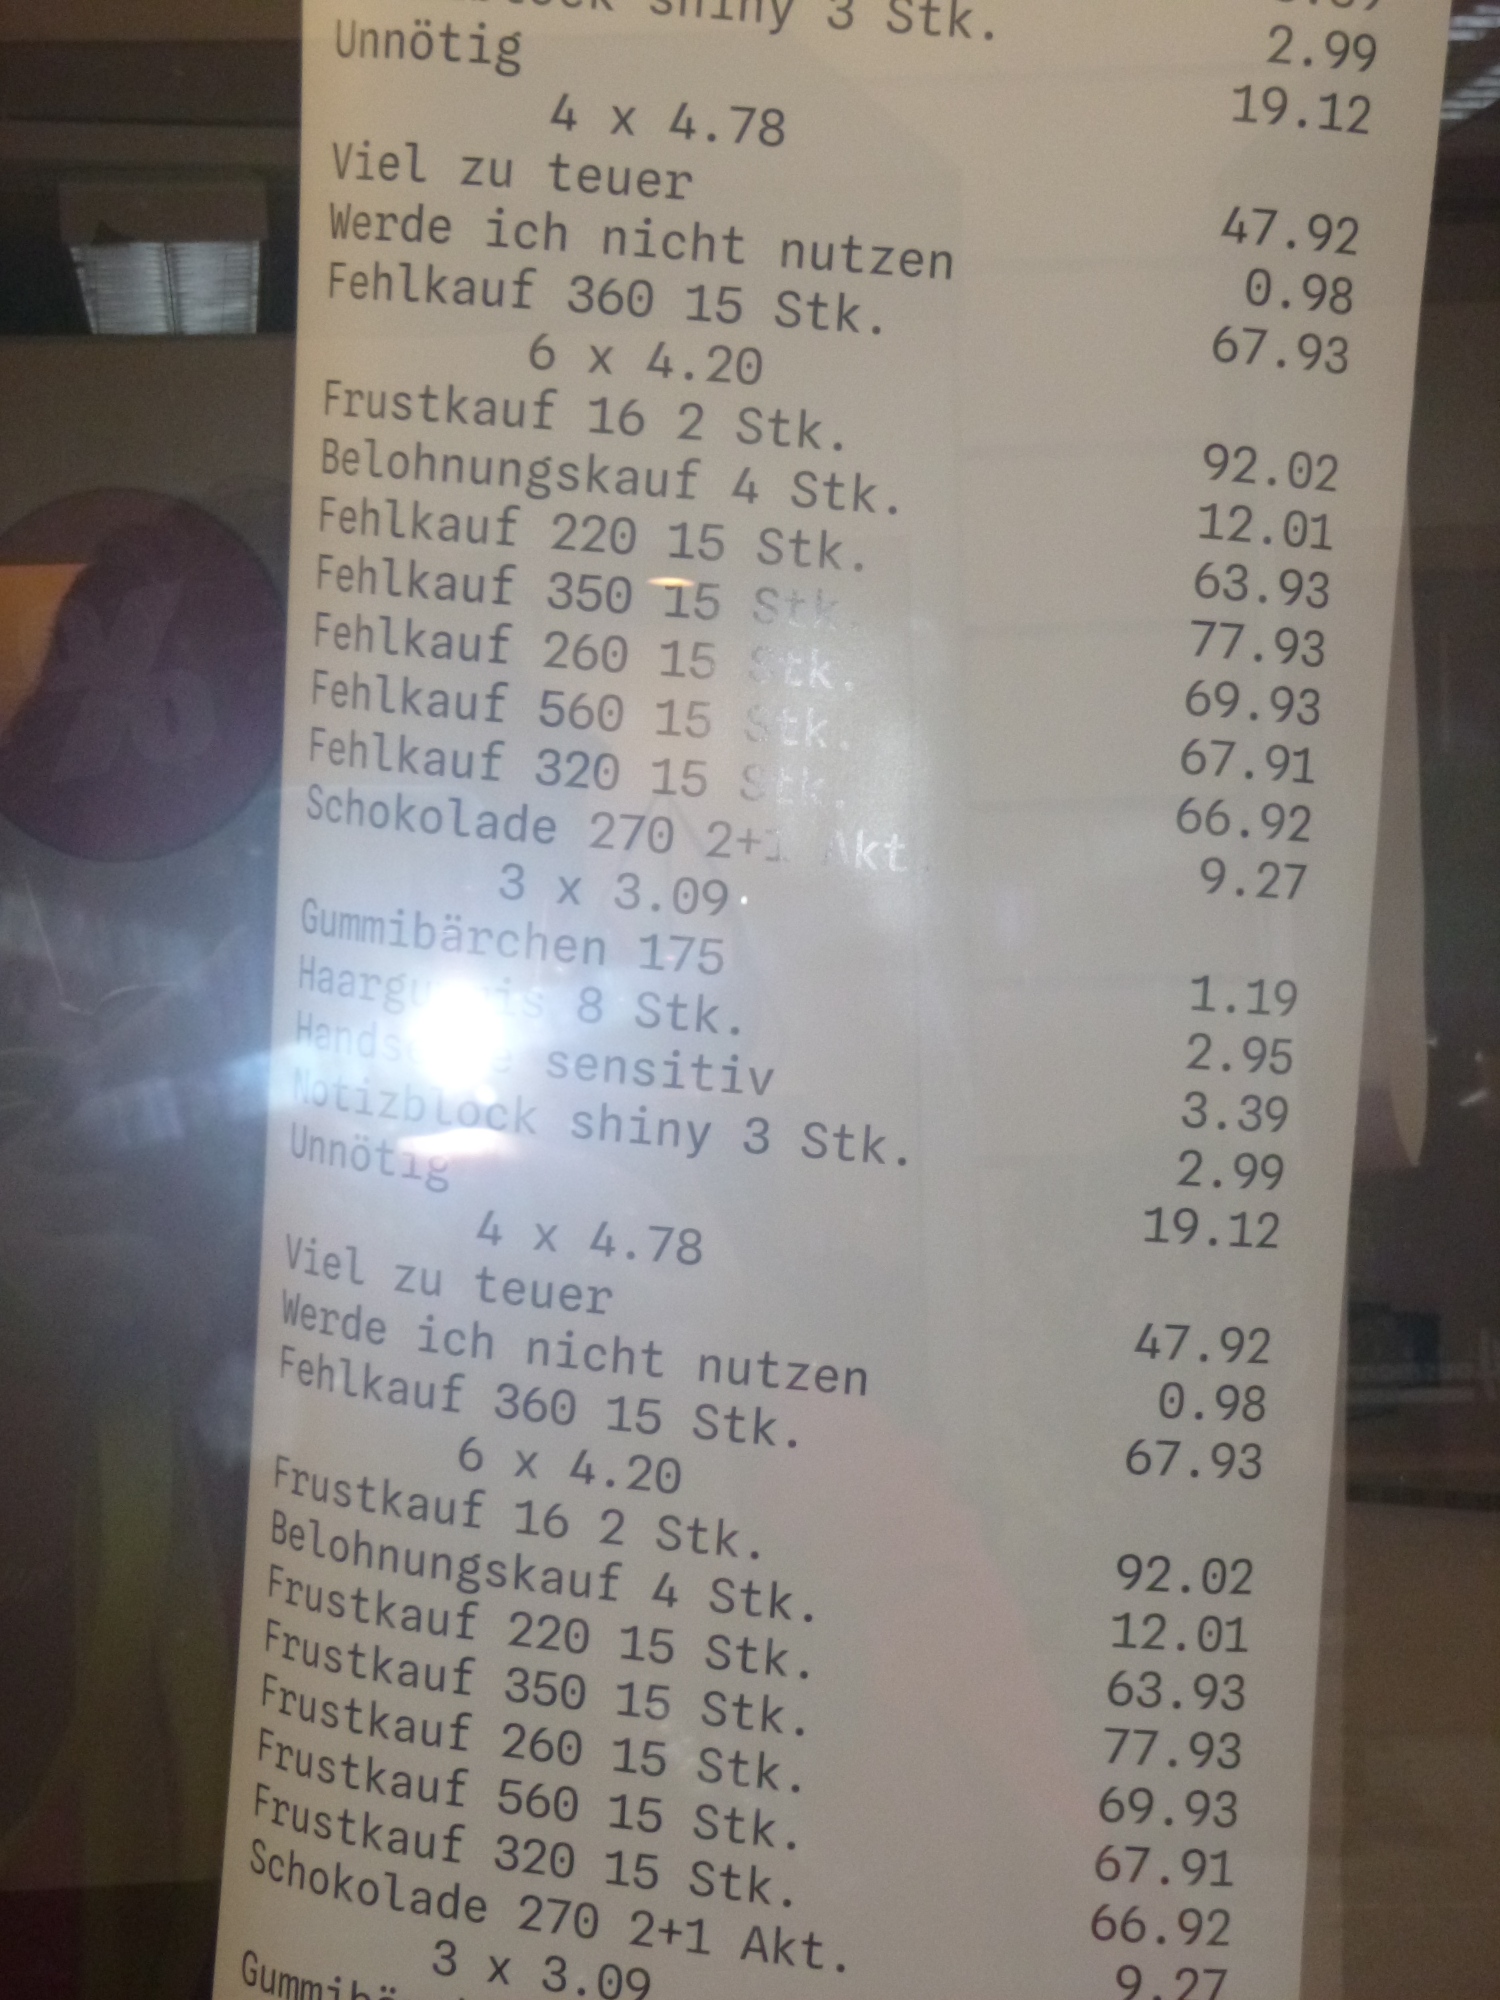 shiny 3 Stk.
2.99
Unnötig 19.12
4 x 4.78
Viel zu teuer 47.92
Werde ich nicht nutzen 0.98
Fehlkauf 360 15 Stk. 67.93
6 x 4.20
Frustkauf 16 2 Stk. 92.02
Belohnungskauf 4 Stk. 12.01
Fehlkauf 220 15 Stk. 63.93
Fehlkauf 350 15 Stk. 77.93
Fehlkauf 260 15 Stk. 69.93
Fehlkauf 560 15 Stk. 67.91
Fehlkauf 320 15 Stk. 66.92
Schokolade 270 2+1 Akt. 9.27
3 x 3.09
Gummibärchen 175 1.19
Haargummis 8 Stk. 2.95
Handseife sensitiv 3.39
Notizblock shiny 3 Stk. 2.99
Unnötig 19.12
4 x 4.78
Viel zu teuer 47.92
Werde ich nicht nutzen 0.98
Fehlkauf 360 15 Stk. 67.93
6 x 4.20
Frustkauf 16 2 Stk. 92.02
Belohnungskauf 4 Stk. 12.01
Frustkauf 220 15 Stk. 63.93
Frustkauf 350 15 Stk. 77.93
Frustkauf 260 15 Stk. 69.93
Frustkauf 560 15 Stk. 67.91
Frustkauf 320 15 Stk. 66.92
Schokolade 270 2+1 Akt. 9.27
3 x 3.09